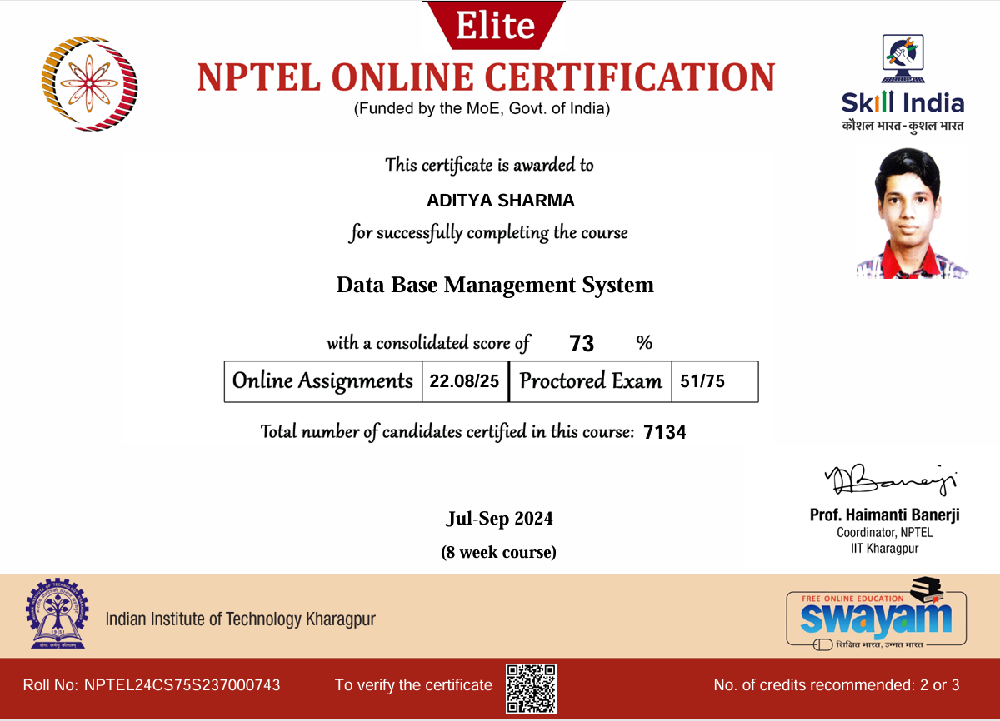 Elite
NPTEL ONLINE CERTIFICATION
(Funded by the MoE, Govt. of India)
Skill India
कौशल भारत - कुशल भारत
This certificate is awarded to
ADITYA SHARMA
for successfully completing the course
Data Base Management System
with a consolidated score of 73 %
Online Assignments 22.08/25 Proctored Exam 51/75
Total number of candidates certified in this course: 7134
Banerji
Jul-Sep 2024
(8 week course)
Prof. Haimanti Banerji
Coordinator, NPTEL
IIT Kharagpur
1951
Indian Institute of Technology Kharagpur
FREE ONLINE EDUCATION
swayam
शिक्षित भारत, उन्नत भारत
Roll No: NPTEL24CS75S237000743
To verify the certificate
No. of credits recommended: 2 or 3